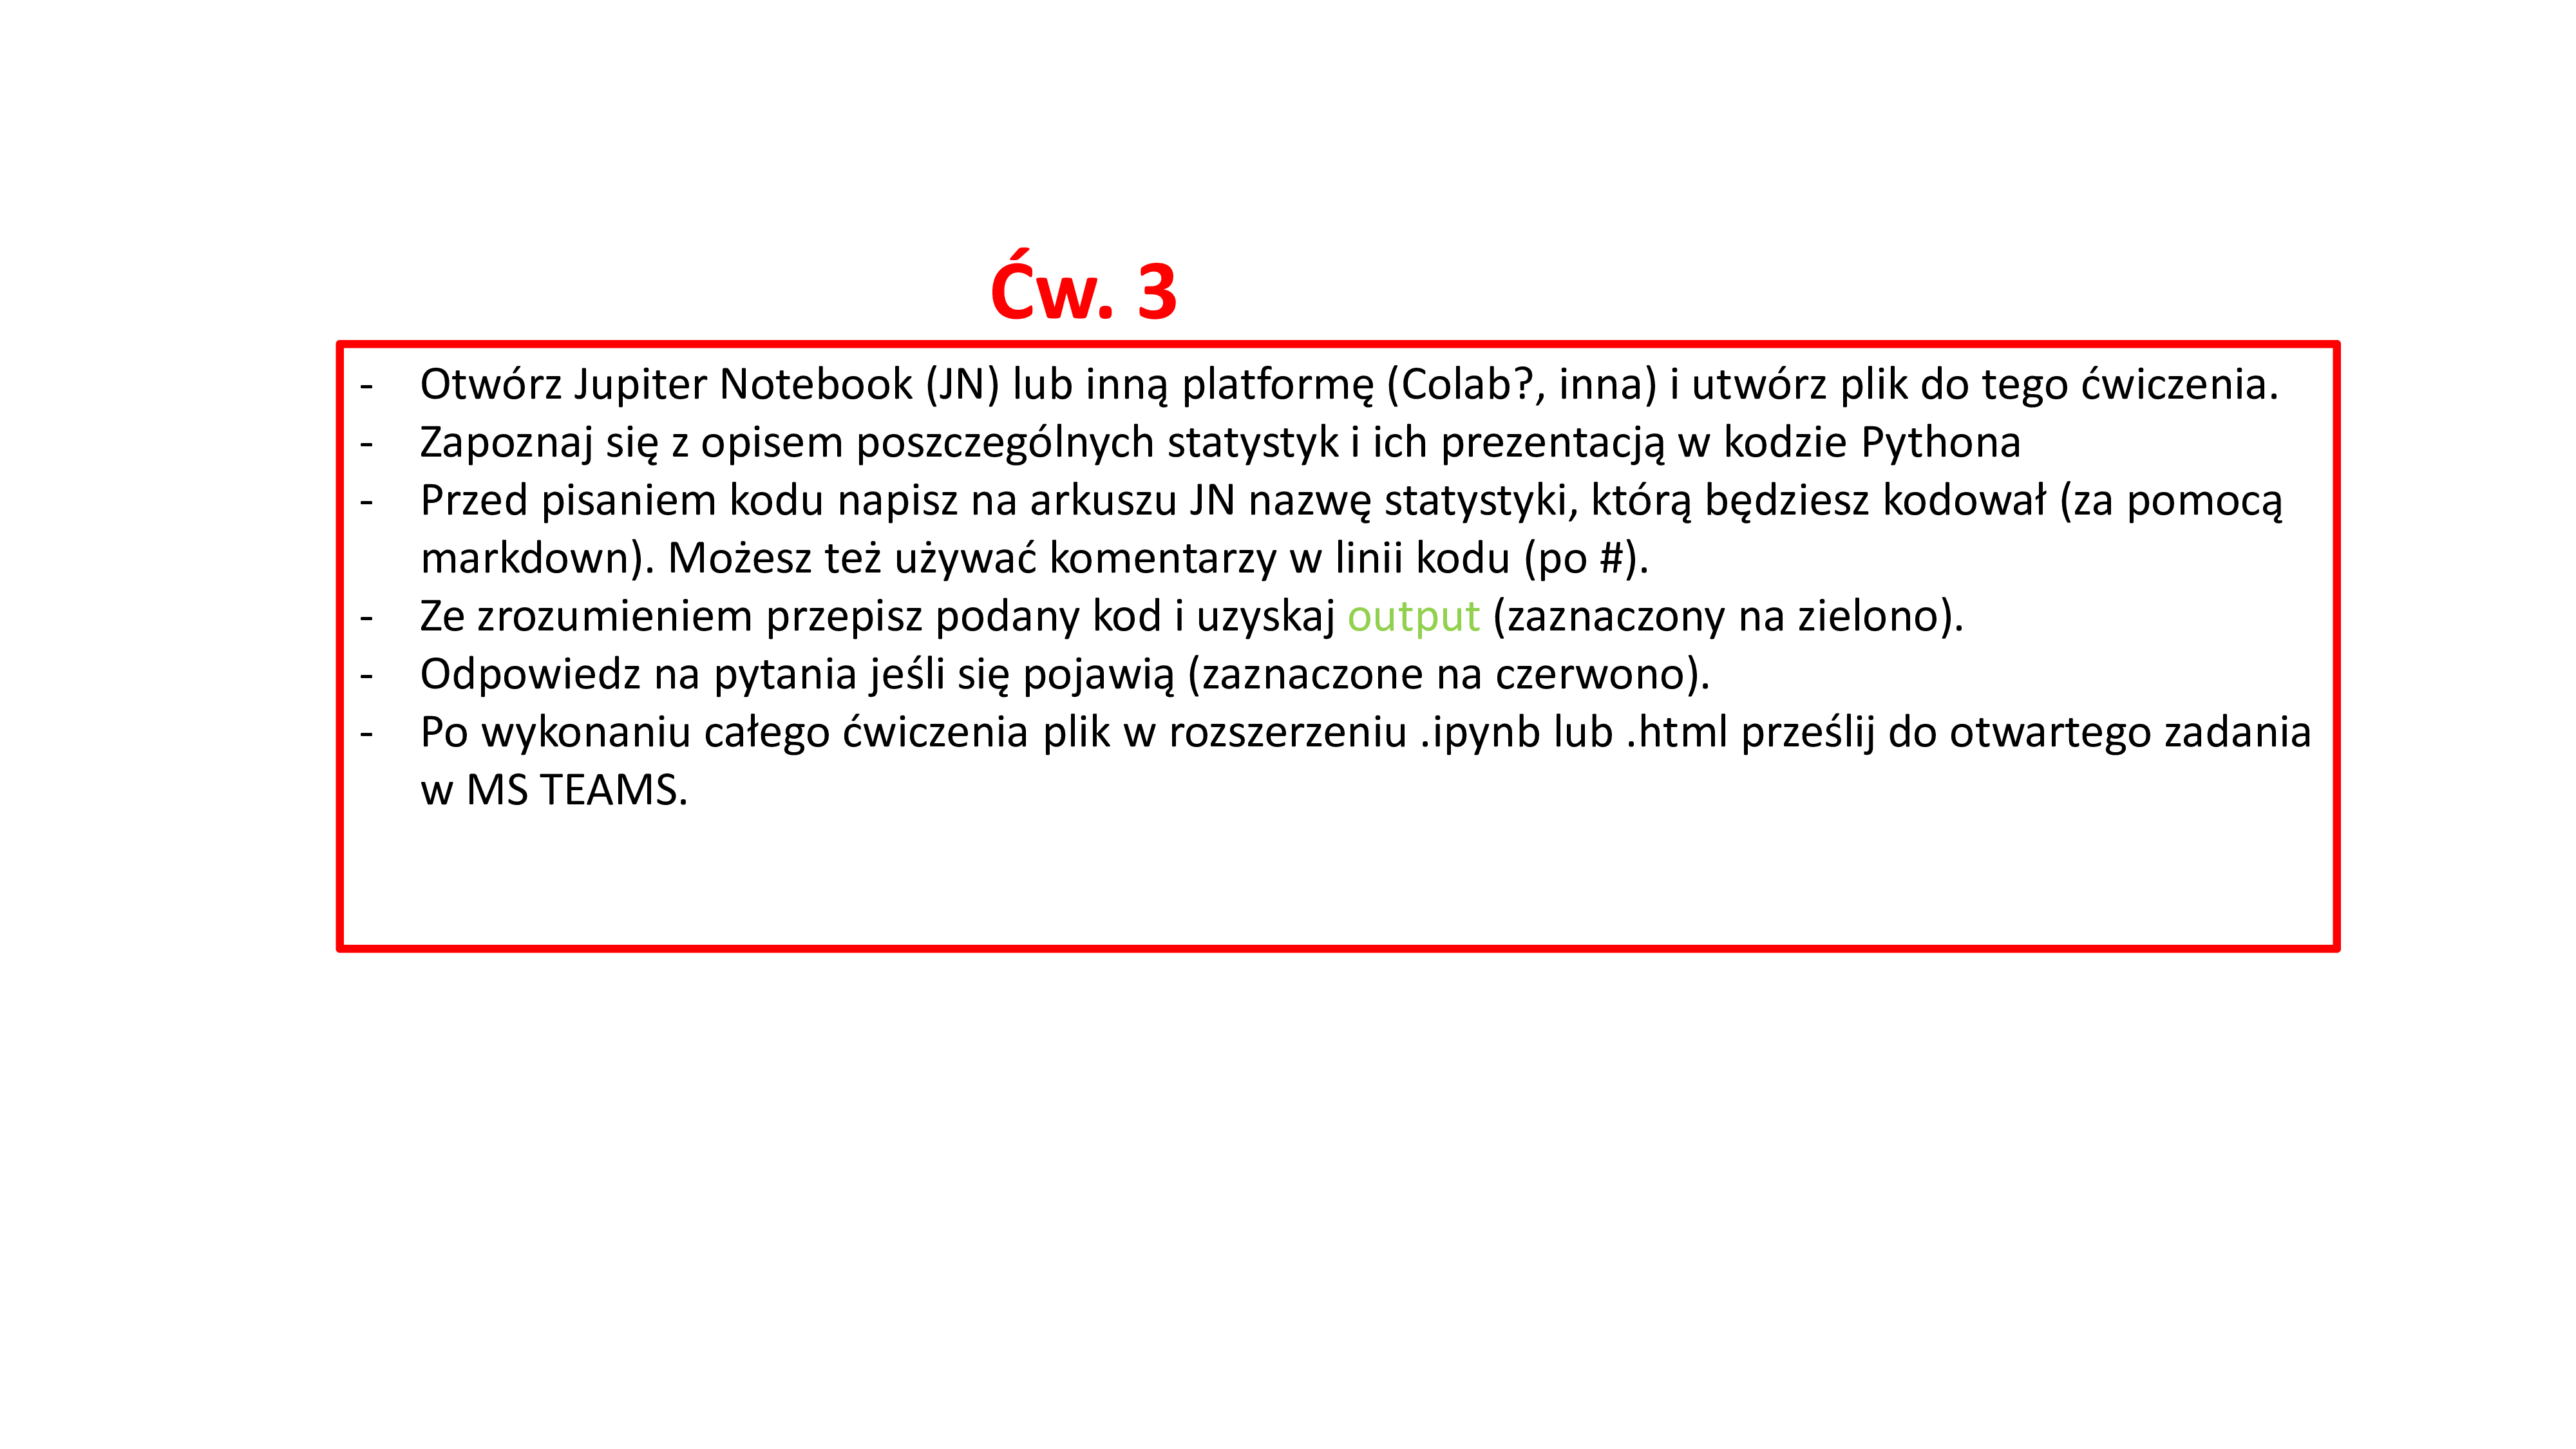 Ćw. 3
- Otwórz Jupiter Notebook (JN) lub inną platformę (Colab?, inna) i utwórz plik do tego ćwiczenia.
- Zapoznaj się z opisem poszczególnych statystyk i ich prezentacją w kodzie Pythona
- Przed pisaniem kodu napisz na arkuszu JN nazwę statystyki, którą będziesz kodował (za pomocą
markdown). Możesz też używać komentarzy w linii kodu (po #).
- Ze zrozumieniem przepisz podany kod i uzyskaj output (zaznaczony na zielono).
- Odpowiedz na pytania jeśli się pojawią (zaznaczone na czerwono).
- Po wykonaniu całego ćwiczenia plik w rozszerzeniu .ipynb lub .html prześlij do otwartego zadania
w MS TEAMS.